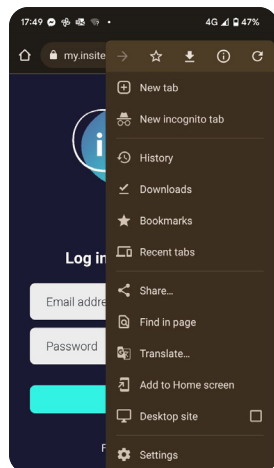 17:49
4G 47%
my.insite
New tab
New incognito tab
History
Downloads
Bookmarks
Recent tabs
Share...
Find in page
Translate...
Add to Home screen
Desktop site
Settings
i
Log in
Email addre
Password
F